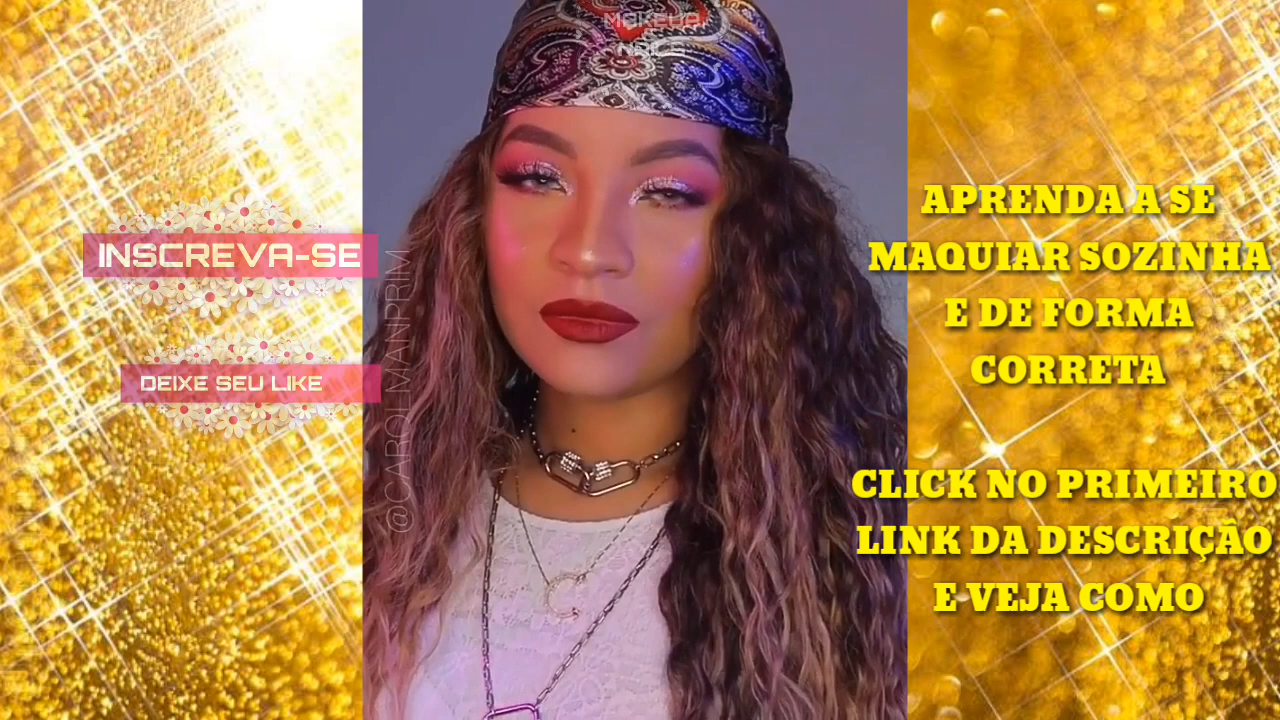 MAKEUP
INSCREVA-SE
DEIXE SEU LIKE
@CAROLMANPRIM
APRENDA A SE
MAQUIAR SOZINHA
E DE FORMA
CORRETA
CLICK NO PRIMEIRO
LINK DA DESCRIÇÃO
E VEJA COMO